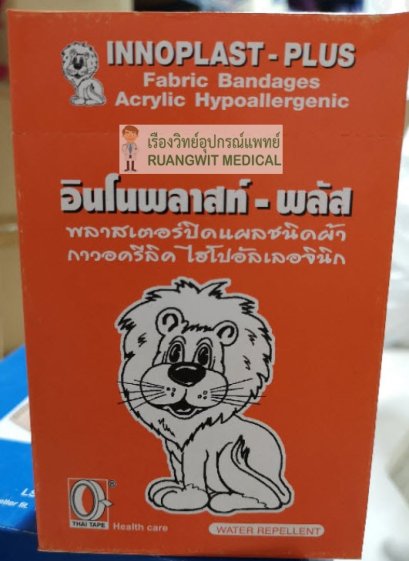 INNOPLAST - PLUS
Fabric Bandages
Acrylic Hypoallergenic
เรืองวิทย์อุปกรณ์แพทย์
RUANGWIT MEDICAL
อินโนพลาสท์ - พลัส
พลาสเตอร์ปิดแผลชนิดผ้า
กาวอครีลิค ไฮโปอัลเลอจินิก
®
THAI TAPE
Health care
WATER REPELLENT